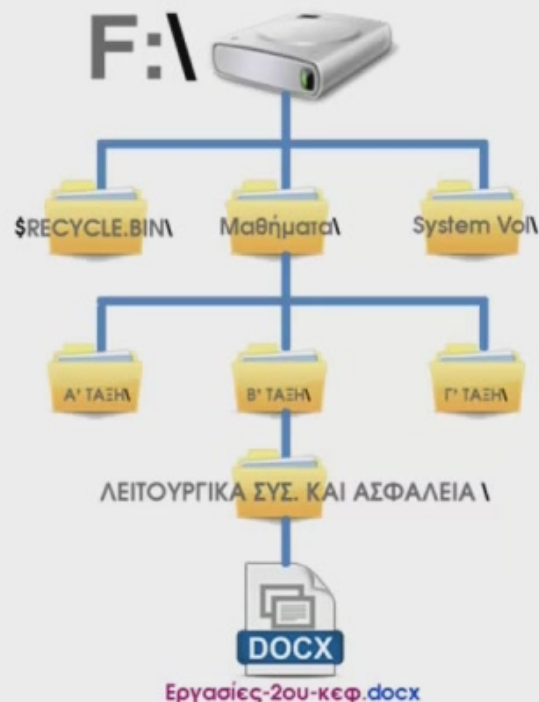 F:\
$RECYCLE.BIN\
Μαθήματα\
System Vol\
Α' ΤΑΞΗ\
Β' ΤΑΞΗ\
Γ' ΤΑΞΗ\
ΛΕΙΤΟΥΡΓΙΚΑ ΣΥΣ. ΚΑΙ ΑΣΦΑΛΕΙΑ \
DOCX
Εργασίες-2ου-κεφ.docx